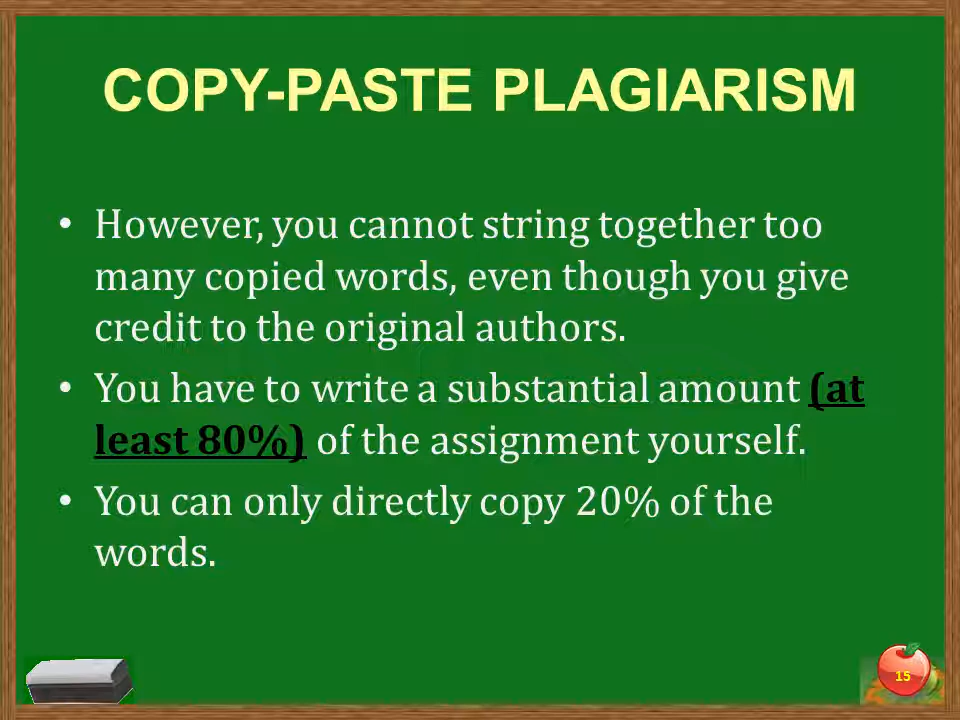 COPY-PASTE PLAGIARISM
• However, you cannot string together too
many copied words, even though you give
credit to the original authors.
• You have to write a substantial amount (at
least 80%) of the assignment yourself.
• You can only directly copy 20% of the
words.
15